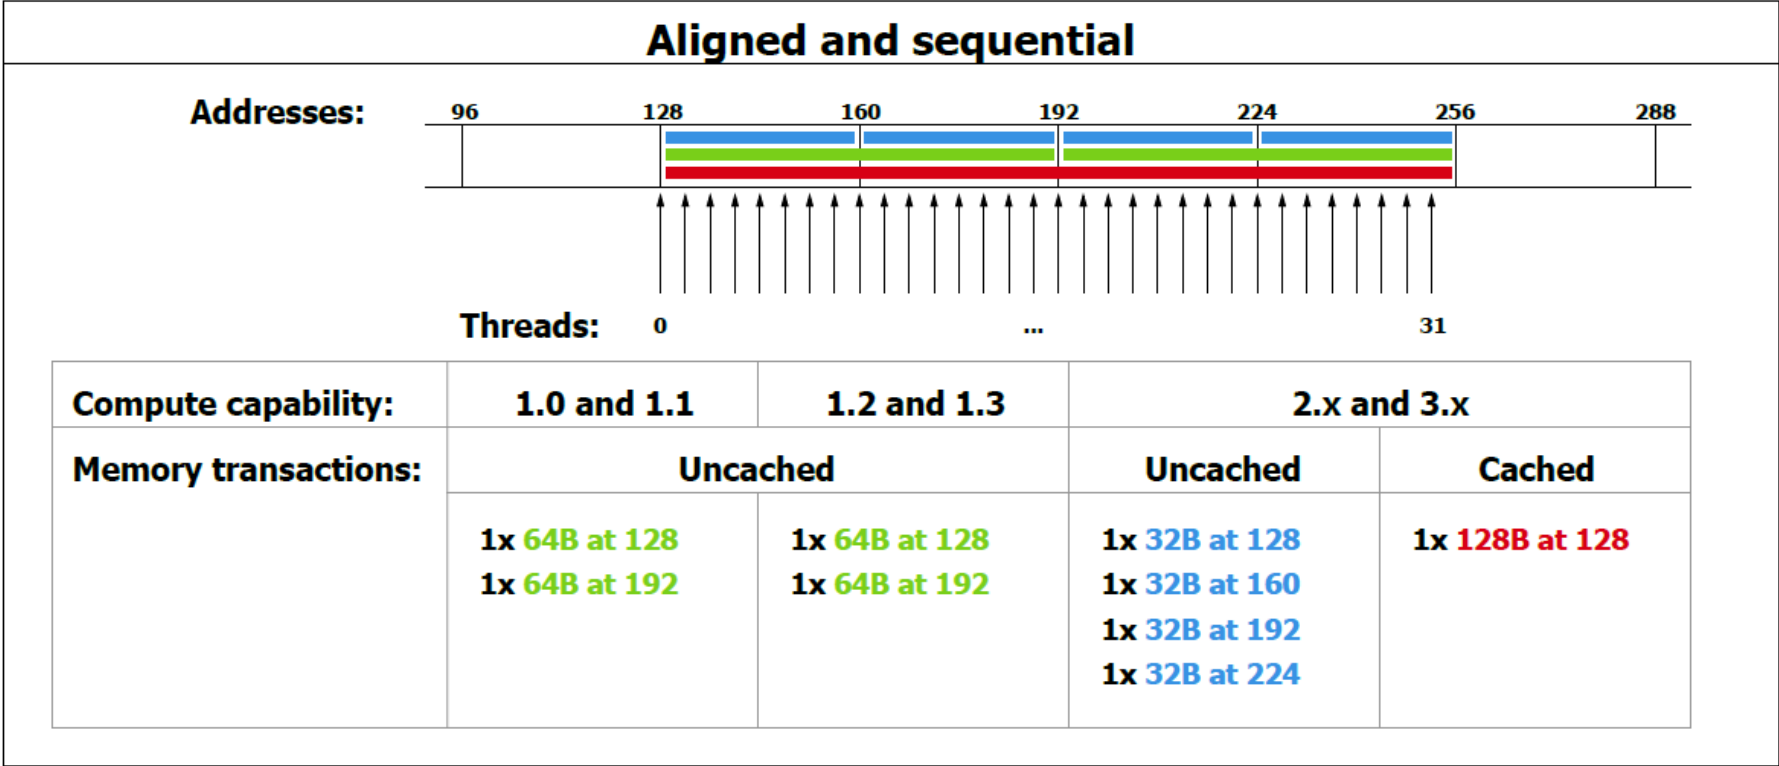 Aligned and sequential
Addresses: 96 128 160 192 224 256 288
Threads: 0 ... 31
Compute capability: 1.0 and 1.1 1.2 and 1.3 2.x and 3.x
Memory transactions: Uncached Uncached Cached
1x 64B at 128 1x 64B at 128 1x 32B at 128 1x 128B at 128
1x 64B at 192 1x 64B at 192 1x 32B at 160
1x 32B at 192
1x 32B at 224